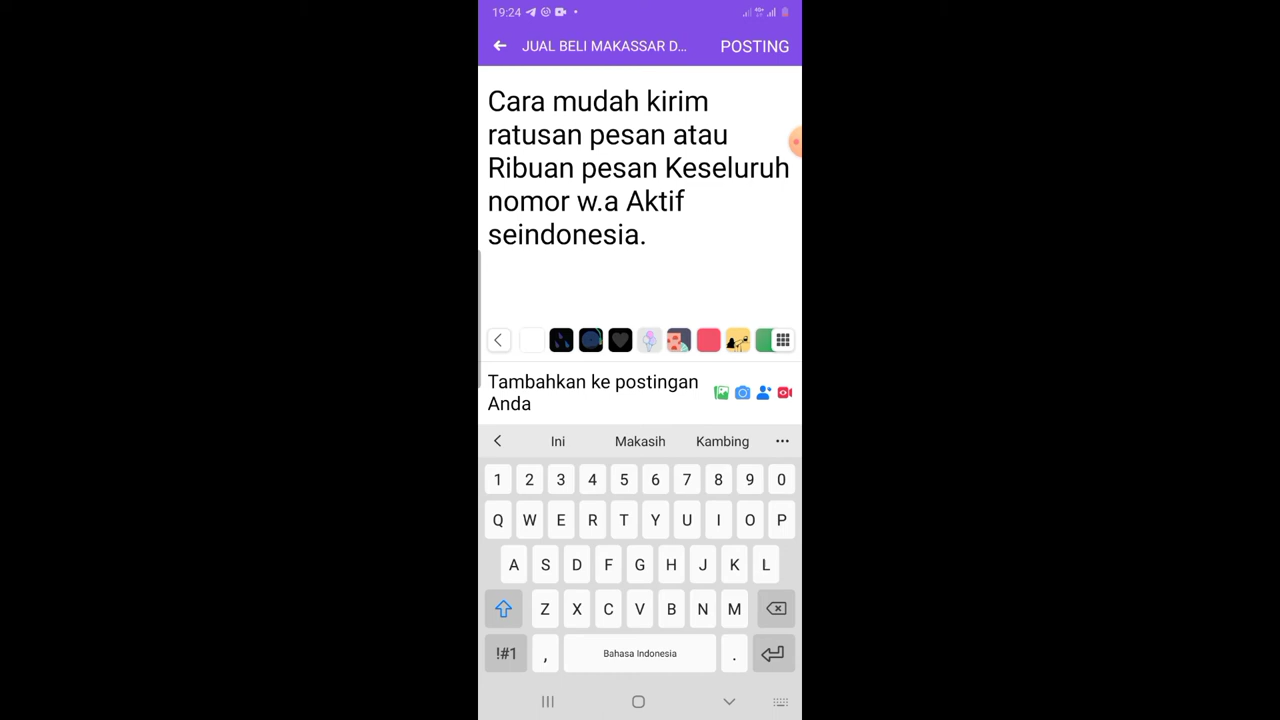 19:24
JUAL BELI MAKASSAR D... POSTING
Cara mudah kirim
ratusan pesan atau
Ribuan pesan Keseluruh
nomor w.a Aktif
seindonesia.
Tambahkan ke postingan
Anda
Ini Makasih Kambing ...
1 2 3 4 5 6 7 8 9 0
Q W E R T Y U I O P
A S D F G H J K L
Z X C V B N M
!#1 , Bahasa Indonesia .